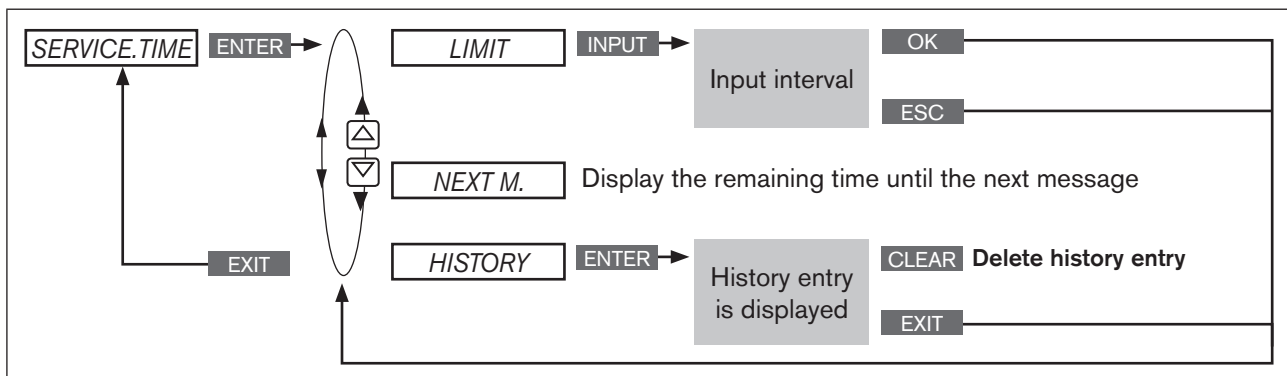 SERVICE.TIME ENTER LIMIT INPUT OK
Input interval
ESC
NEXT M. Display the remaining time until the next message
EXIT HISTORY ENTER CLEAR Delete history entry
History entry
is displayed
EXIT